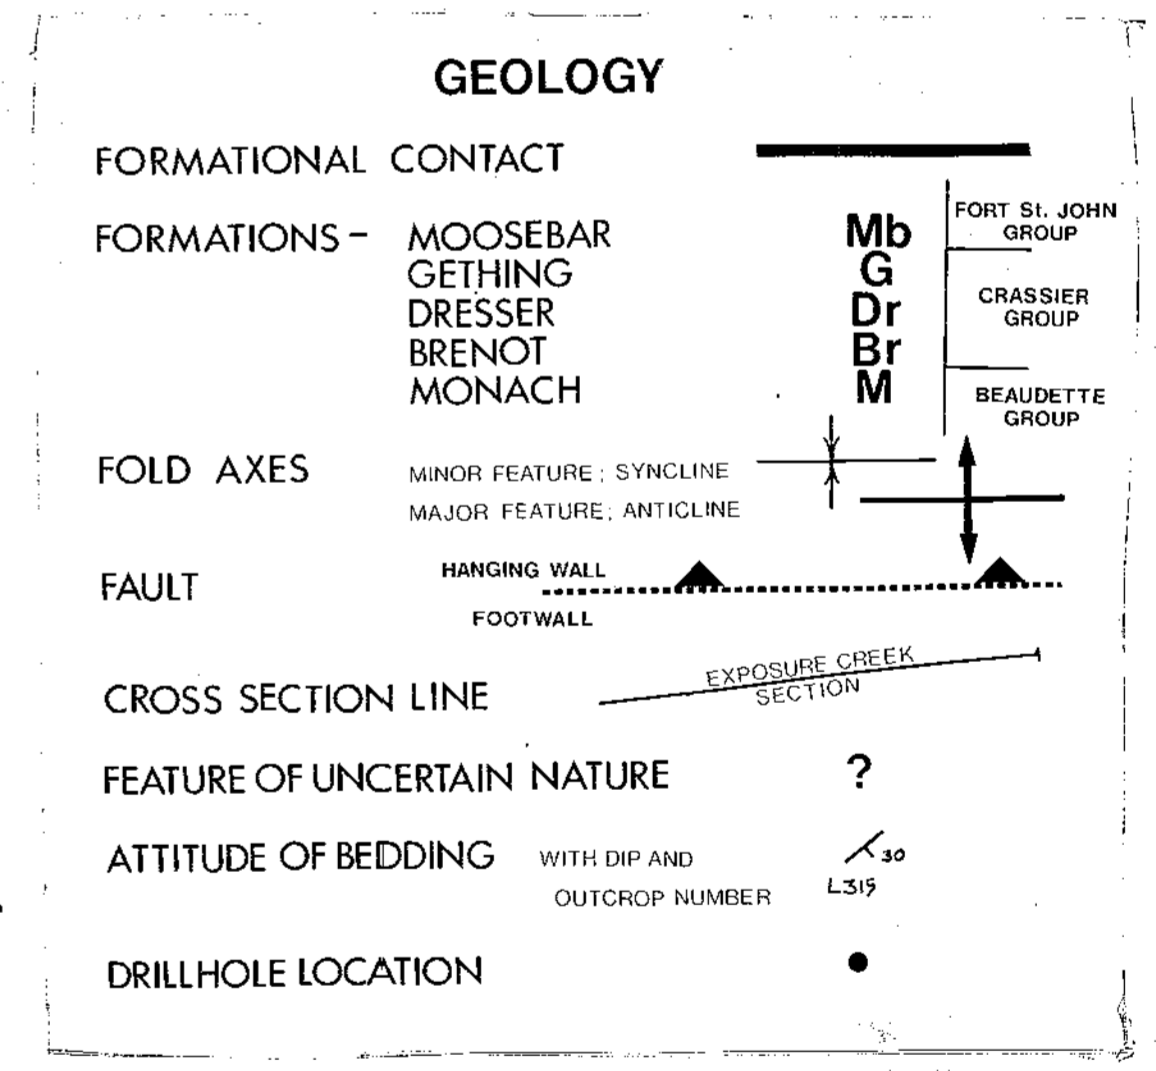 GEOLOGY
FORMATIONAL CONTACT
FORMATIONS - MOOSEBAR Mb FORT St. JOHN GROUP
GETHING G
DRESSER Dr CRASSIER GROUP
BRENOT Br
MONACH M BEAUDETTE GROUP
FOLD AXES MINOR FEATURE; SYNCLINE
MAJOR FEATURE; ANTICLINE
FAULT HANGING WALL
FOOTWALL
CROSS SECTION LINE EXPOSURE CREEK
SECTION
FEATURE OF UNCERTAIN NATURE ?
ATTITUDE OF BEDDING WITH DIP AND 30
OUTCROP NUMBER L315
DRILLHOLE LOCATION